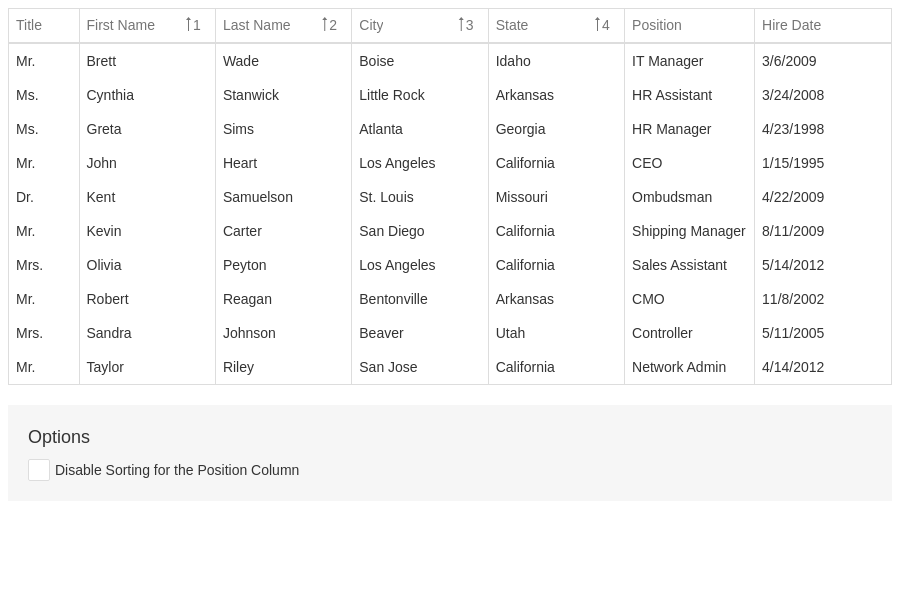 Title First Name ↑1 Last Name ↑2 City ↑3 State ↑4 Position Hire Date
Mr. Brett Wade Boise Idaho IT Manager 3/6/2009
Ms. Cynthia Stanwick Little Rock Arkansas HR Assistant 3/24/2008
Ms. Greta Sims Atlanta Georgia HR Manager 4/23/1998
Mr. John Heart Los Angeles California CEO 1/15/1995
Dr. Kent Samuelson St. Louis Missouri Ombudsman 4/22/2009
Mr. Kevin Carter San Diego California Shipping Manager 8/11/2009
Mrs. Olivia Peyton Los Angeles California Sales Assistant 5/14/2012
Mr. Robert Reagan Bentonville Arkansas CMO 11/8/2002
Mrs. Sandra Johnson Beaver Utah Controller 5/11/2005
Mr. Taylor Riley San Jose California Network Admin 4/14/2012
Options
Disable Sorting for the Position Column